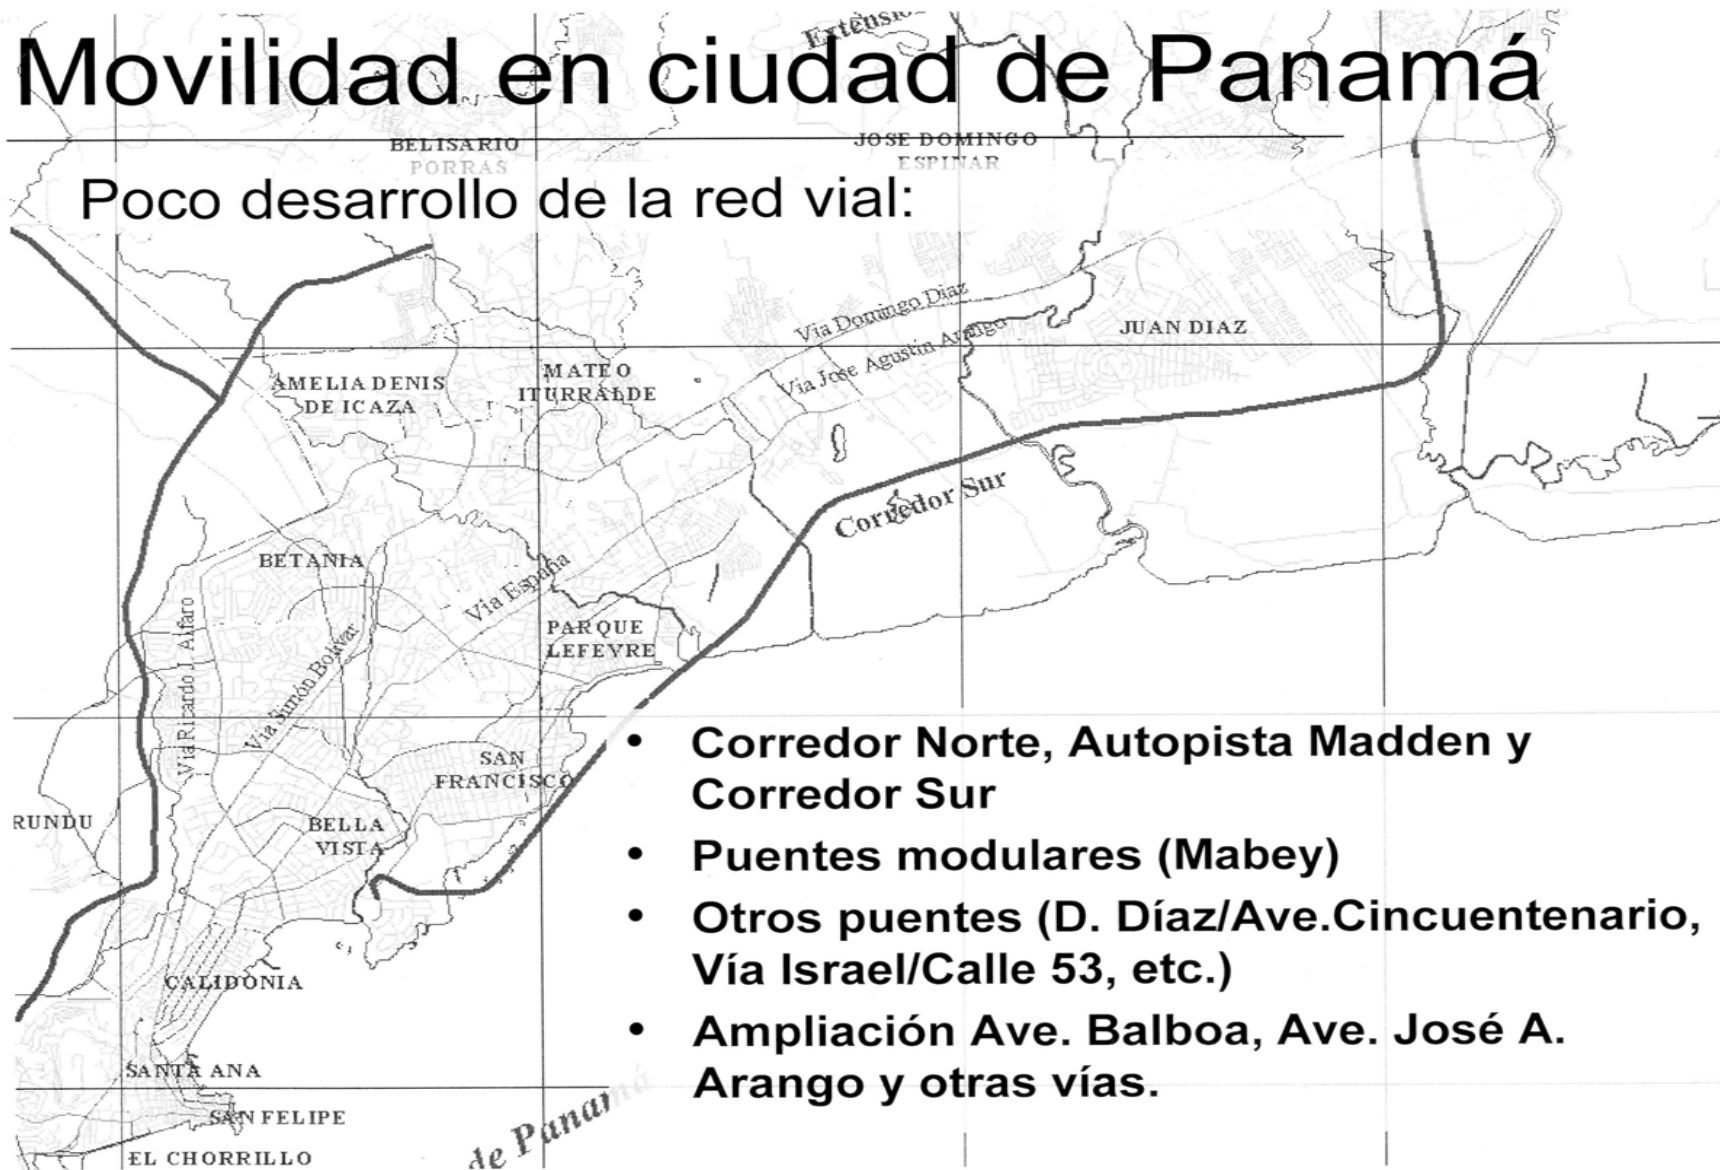 Extensió
Movilidad en ciudad de Panamá
BELISARIO
PORRAS
JOSE DOMINGO
ESPINAR
Poco desarrollo de la red vial:
Via Domingo Diaz
JUAN DIAZ
Via Jose Agustin Arango
AMELIA DENIS
DE ICAZA
MATEO
ITURRALDE
Corredor Sur
BETANIA
Via España
Via Ricardo J. Alfaro
Via Simón Bolívar
PARQUE
LEFEVRE
SAN
FRANCISCO
RUNDU
BELLA
VISTA
CALIDONIA
SANTA ANA
SAN FELIPE
EL CHORRILLO
de Panamá
• Corredor Norte, Autopista Madden y
Corredor Sur
• Puentes modulares (Mabey)
• Otros puentes (D. Díaz/Ave.Cincuentenario,
Vía Israel/Calle 53, etc.)
• Ampliación Ave. Balboa, Ave. José A.
Arango y otras vías.